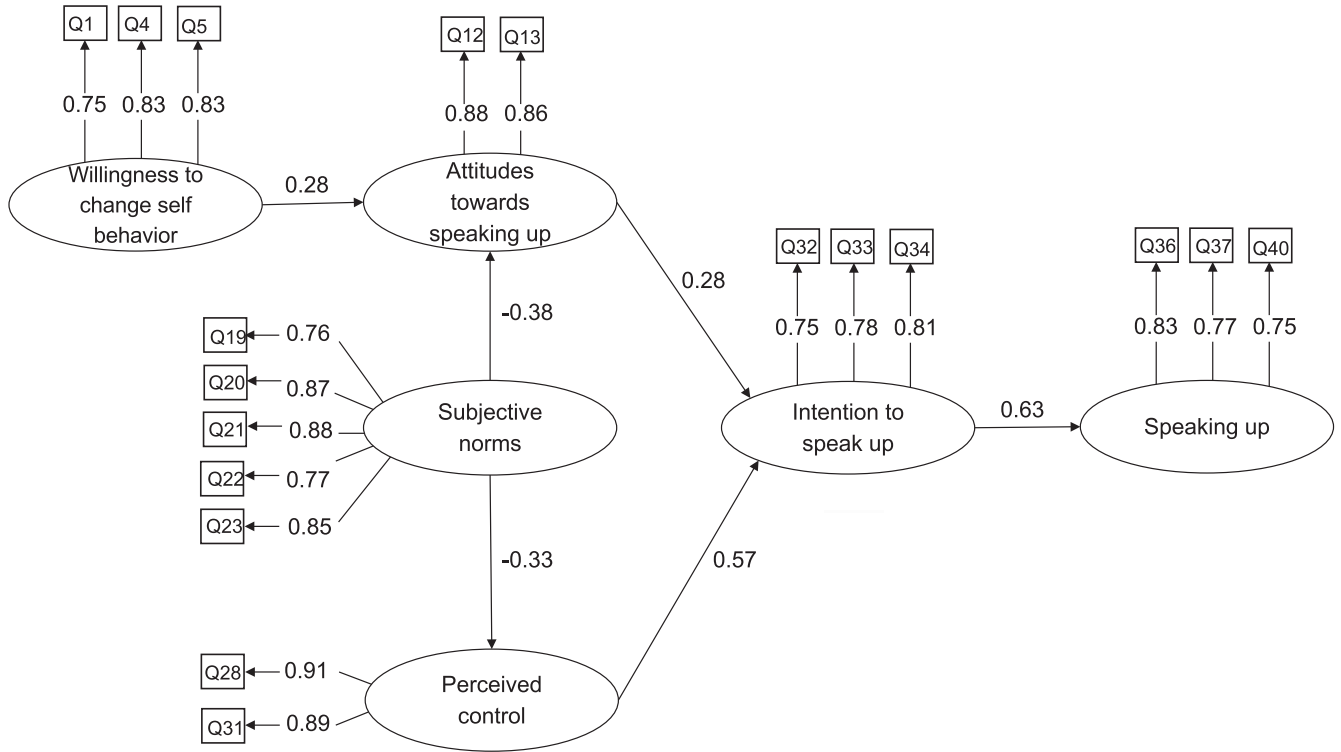 Q1 Q4 Q5
Q12 Q13
0.75 0.83 0.83
0.88 0.86
Willingness to
change self
behavior
0.28
Attitudes
towards
speaking up
Q32 Q33 Q34
Q36 Q37 Q40
0.28
-0.38
0.75 0.78 0.81
0.83 0.77 0.75
Q19 0.76
Q20 0.87
Q21 0.88
Q22 0.77
Q23 0.85
Subjective
norms
Intention to
speak up
0.63
Speaking up
-0.33
0.57
Q28 0.91
Q31 0.89
Perceived
control